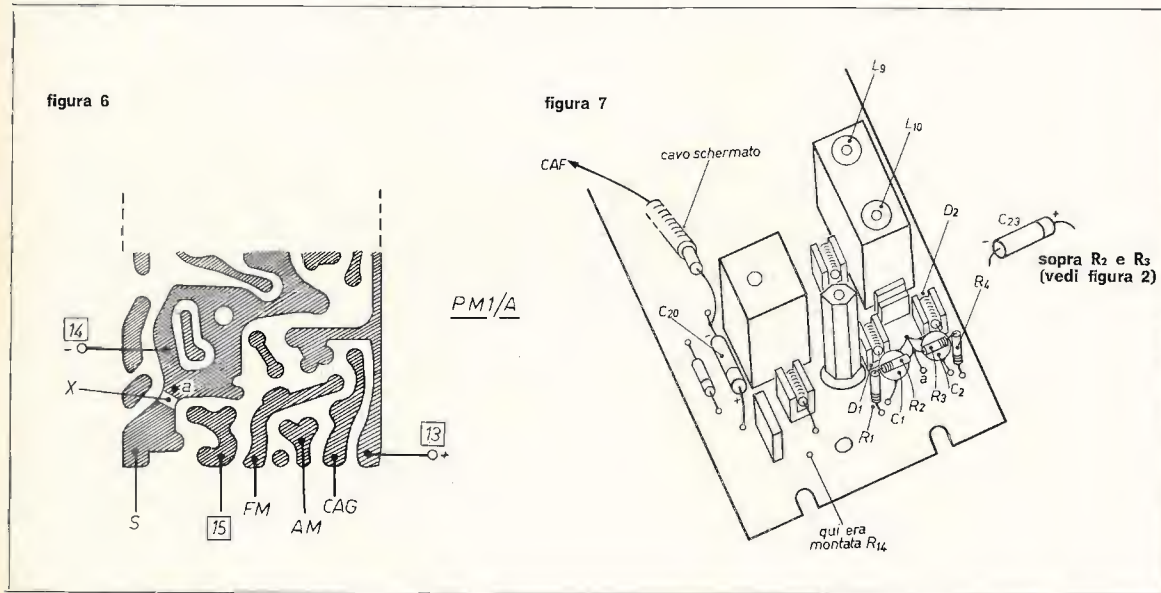 figura 6
14
-
X
a
S
15
FM
AM
CAG
13
+
PM1/A
figura 7
CAF
cavo schermato
L9
L10
D2
C23
-
+
sopra R2 e R3
(vedi figura 2)
R4
C20
-
+
D1
R1
C1
R2
a
R3
C2
qui era
montata R14